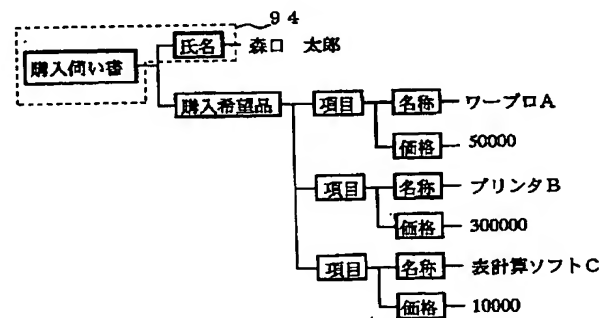 94
氏名 森口 太郎
購入伺い書
購入希望品 項目 名称 ワープロA
価格 50000
項目 名称 プリンタB
価格 300000
項目 名称 表計算ソフトC
価格 10000